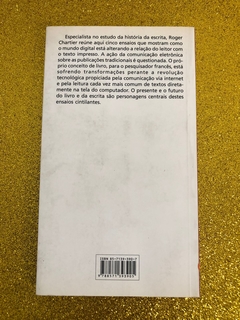 Especialista no estudo da história da escrita, Roger
Chartier reúne aqui cinco ensaios que mostram como
o mundo digital está alterando a relação do leitor com
o texto impresso. A ação da comunicação eletrônica
sobre as publicações tradicionais é questionada. O pró-
prio conceito de livro, para o pesquisador francês, está
sofrendo transformações perante a revolução
tecnológica propiciada pela comunicação via internet
e pela leitura cada vez mais comum de textos direta-
mente na tela do computador. O presente e o futuro
do livro e da escrita são personagens centrais destes
ensaios cintilantes.